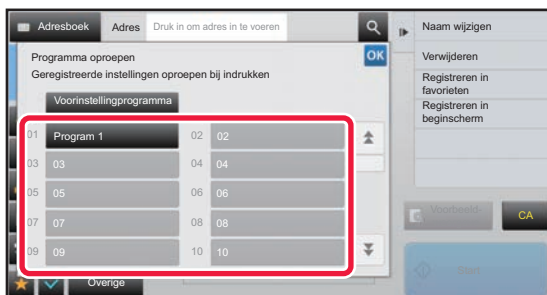 Adresboek Adres Druk in om adres in te voeren
Programma oproepen OK
Geregistreerde instellingen oproepen bij indrukken
Voorinstellingprogramma
01 Program 1 02 02
03 03 04 04
05 05 06 06
07 07 08 08
09 09 10 10
Overige
Naam wijzigen
Verwijderen
Registreren in
favorieten
Registreren in
beginscherm
Voorbeeld-
CA
Start